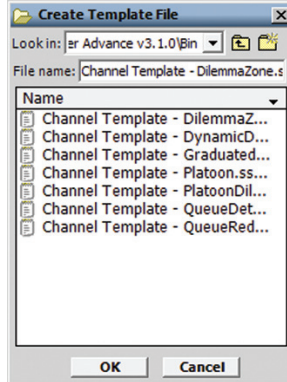 Create Template File
Look in: er Advance v3.1.0\Bin
File name: Channel Template - DilemmaZone.s
Name
Channel Template - DilemmaZ...
Channel Template - DynamicD...
Channel Template - Graduated...
Channel Template - Platoon.ss...
Channel Template - PlatoonDil...
Channel Template - QueueDet...
Channel Template - QueueRed...
OK Cancel